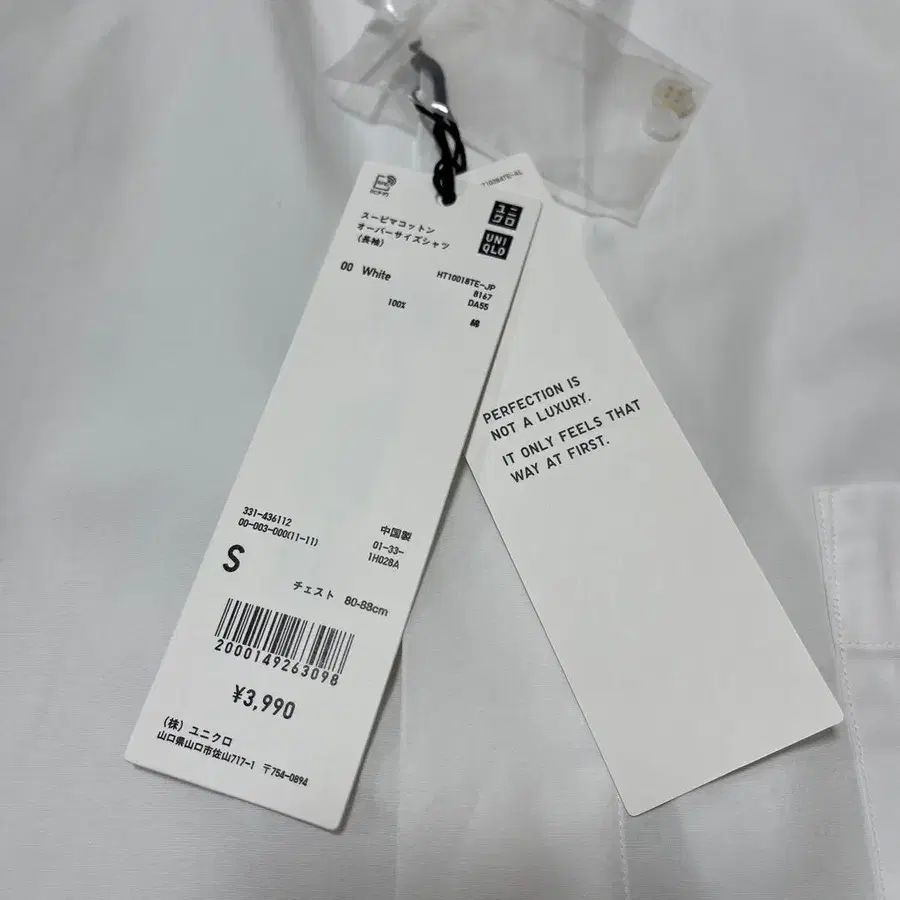 スーピマコットン
オーバーサイズシャツ
(長袖)
ユニ
クロ
UNI
QLO
00 White
HT10018TE-JP
8167
DA55
100%
綿
331-436112
00-003-000(11-11)
中国製
01-33-
1H028A
S
チェスト 80-88cm
2000149263098
¥3,990
(株) ユニクロ
山口県山口市佐山717-1 〒754-0894
PERFECTION IS
NOT A LUXURY.
IT ONLY FEELS THAT
WAY AT FIRST.